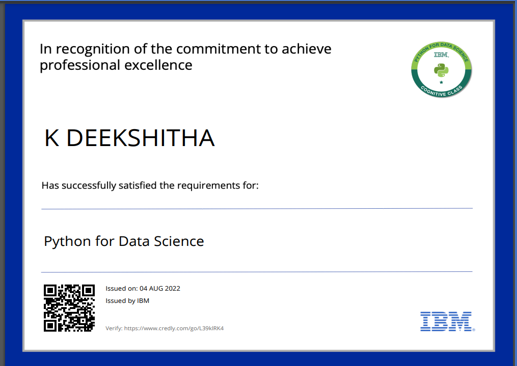 In recognition of the commitment to achieve
professional excellence
PYTHON FOR DATA SCIENCE
IBM.
COGNITIVE CLASS
K DEEKSHITHA
Has successfully satisfied the requirements for:
Python for Data Science
Issued on: 04 AUG 2022
Issued by IBM
Verify: https://www.credly.com/go/L39kIRK4
IBM